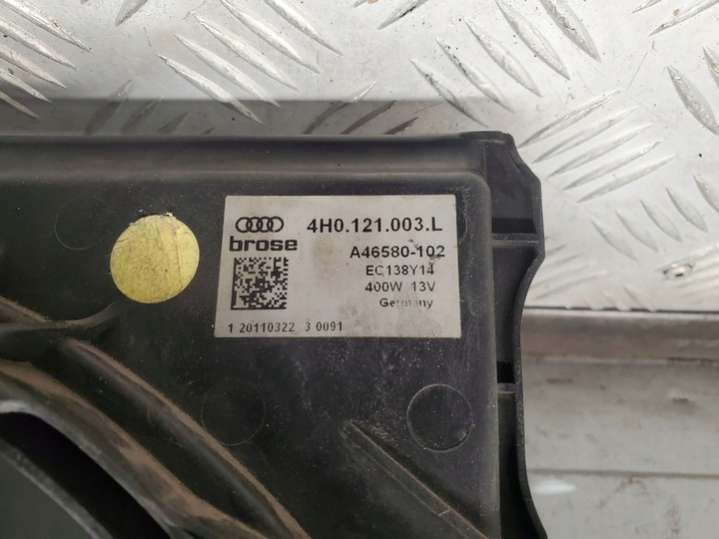 4H0.121.003.L
brose
A46580-102
EC138Y14
400W 13V
Germany
1 20110322 3 0091